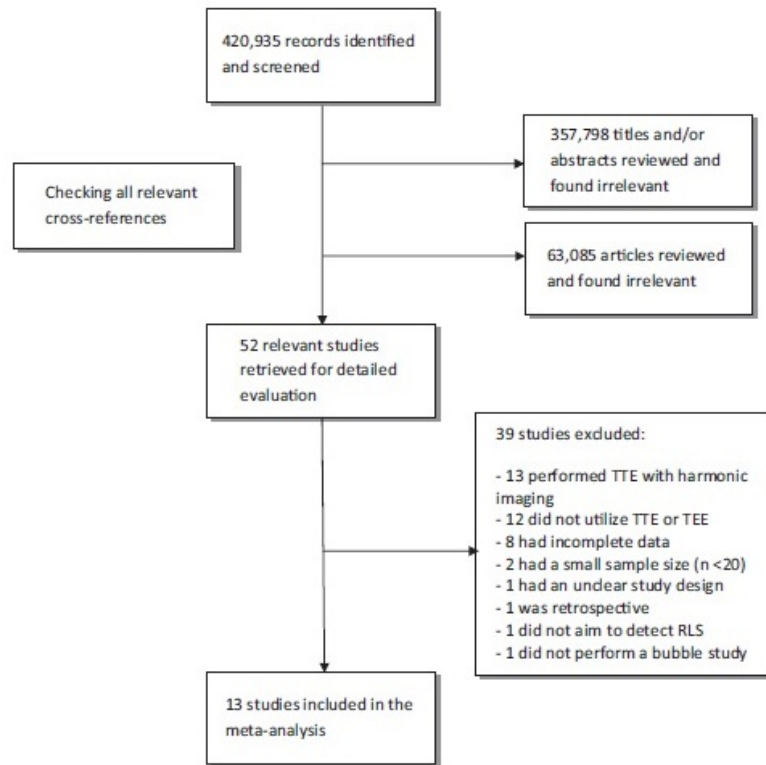 420,935 records identified
and screened
357,798 titles and/or
abstracts reviewed and
found irrelevant
Checking all relevant
cross-references
63,085 articles reviewed
and found irrelevant
52 relevant studies
retrieved for detailed
evaluation
39 studies excluded:
- 13 performed TTE with harmonic
imaging
- 12 did not utilize TTE or TEE
- 8 had incomplete data
- 2 had a small sample size (n <20)
- 1 had an unclear study design
- 1 was retrospective
- 1 did not aim to detect RLS
- 1 did not perform a bubble study
13 studies included in the
meta-analysis